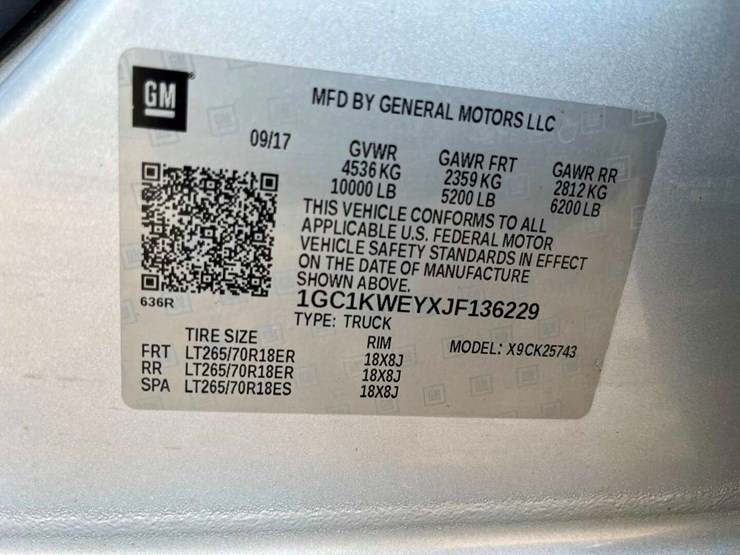 GM
MFD BY GENERAL MOTORS LLC
09/17
GVWR GAWR FRT GAWR RR
4536 KG 2359 KG 2812 KG
10000 LB 5200 LB 6200 LB
THIS VEHICLE CONFORMS TO ALL
APPLICABLE U.S. FEDERAL MOTOR
VEHICLE SAFETY STANDARDS IN EFFECT
ON THE DATE OF MANUFACTURE
SHOWN ABOVE.
636R
1GC1KWEYXJF136229
TYPE: TRUCK
TIRE SIZE RIM MODEL: X9CK25743
FRT LT265/70R18ER 18X8J
RR LT265/70R18ER 18X8J
SPA LT265/70R18ES 18X8J